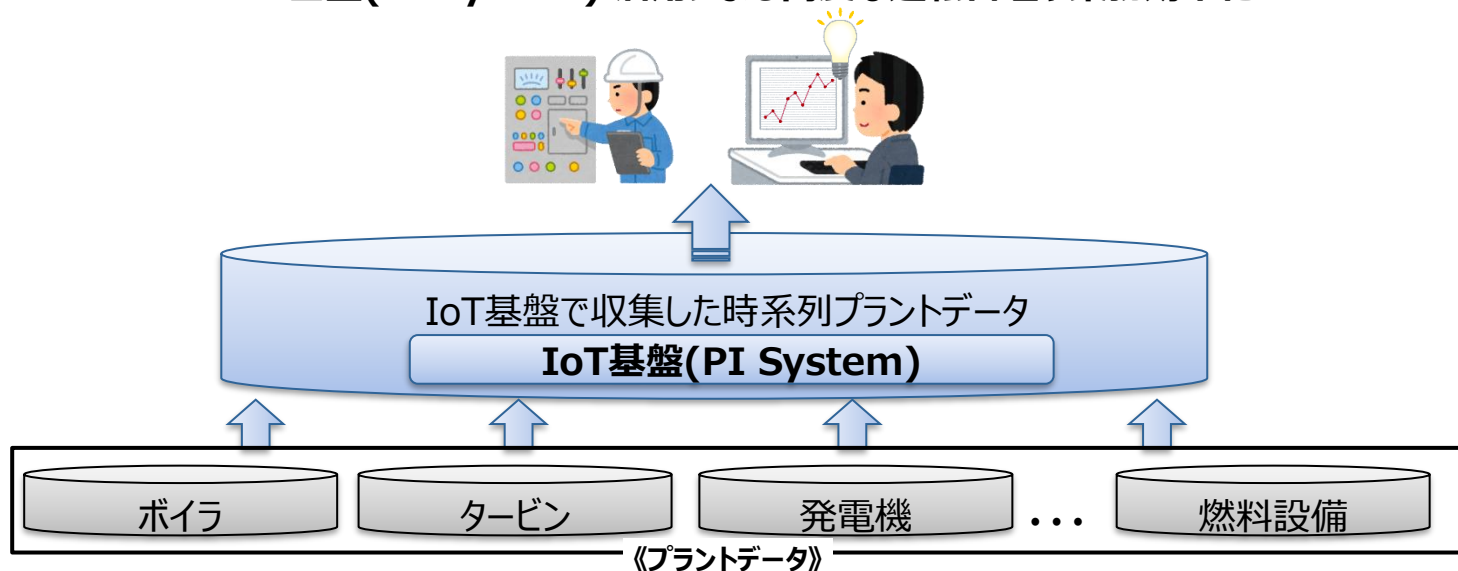 IoT基盤で収集した時系列プラントデータ
IoT基盤(PI System)
ボイラ
タービン
発電機
・・・
燃料設備
《プラントデータ》